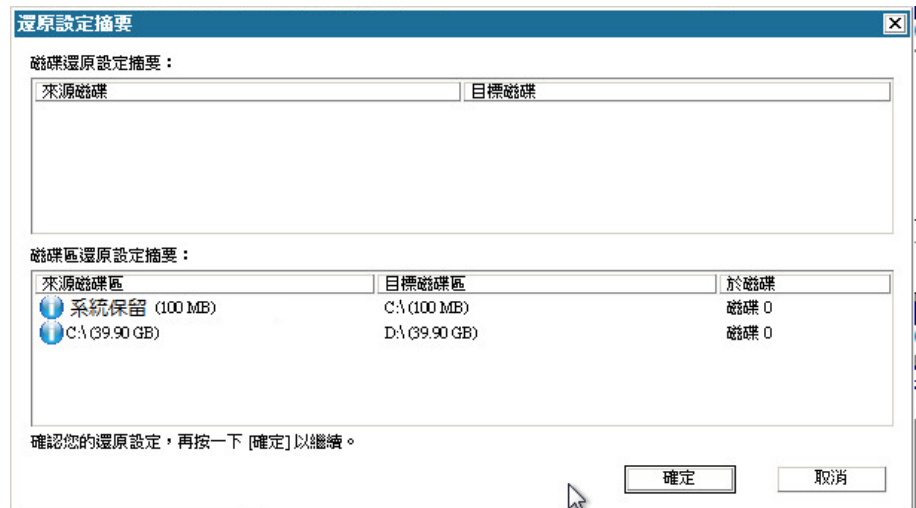 還原設定摘要
磁碟還原設定摘要：
來源磁碟 目標磁碟
磁碟區還原設定摘要：
來源磁碟區 目標磁碟區 於磁碟
系統保留 (100 MB) C:\ (100 MB) 磁碟 0
C:\ (39.90 GB) D:\ (39.90 GB) 磁碟 0
確認您的還原設定，再按一下 [確定] 以繼續。
確定 取消